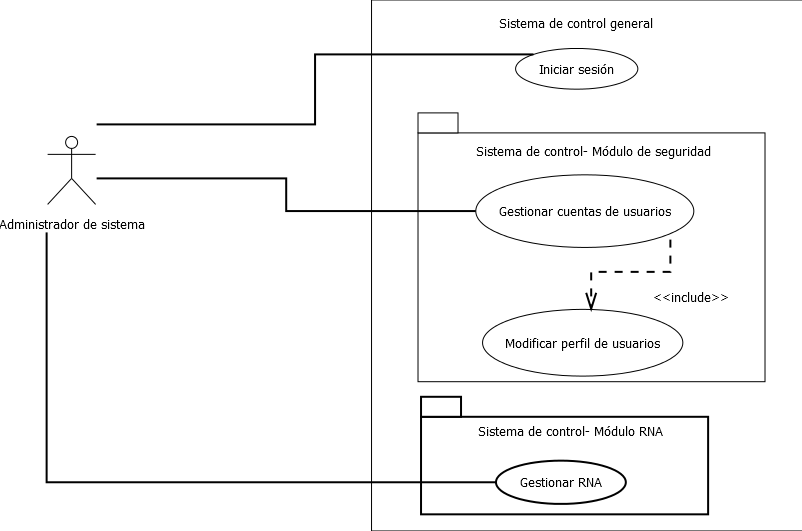 Sistema de control general
Iniciar sesión
Sistema de control- Módulo de seguridad
Gestionar cuentas de usuarios
Administrador de sistema
<<include>>
Modificar perfil de usuarios
Sistema de control- Módulo RNA
Gestionar RNA